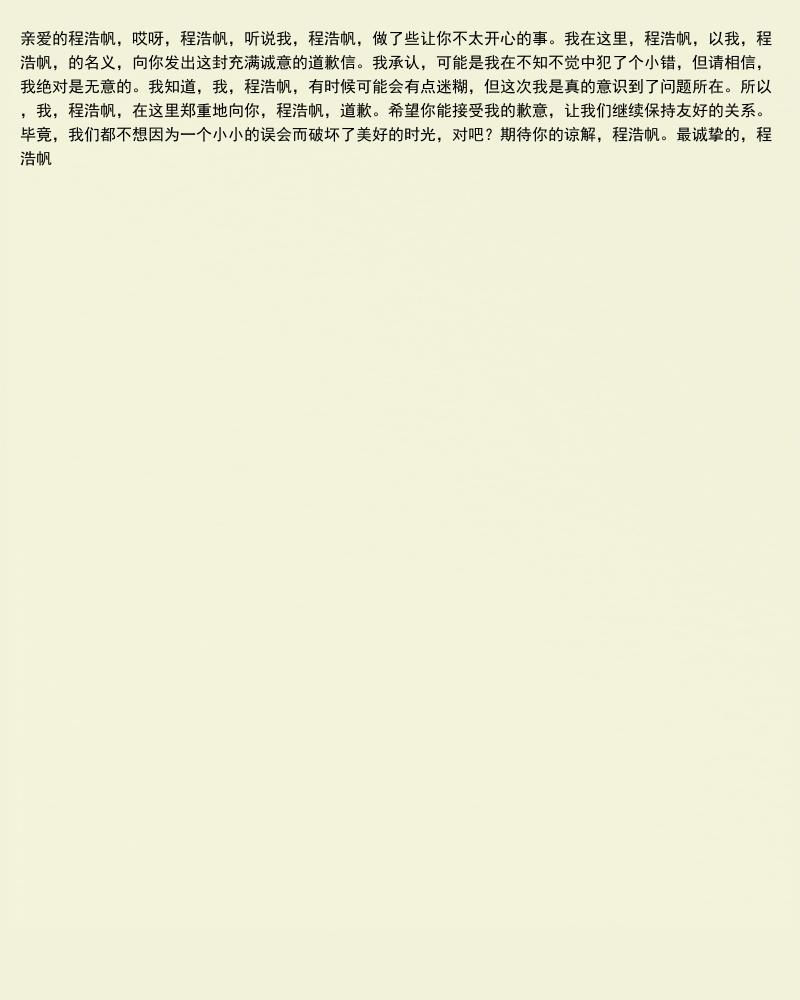 亲爱的程浩帆，哎呀，程浩帆，听说我，程浩帆，做了些让你不太开心的事。我在这里，程浩帆，以我，程
浩帆，的名义，向你发出这封充满诚意的道歉信。我承认，可能是我在不知不觉中犯了个小错，但请相信，
我绝对是无意的。我知道，我，程浩帆，有时候可能会有点迷糊，但这次我是真的意识到了问题所在。所以
，我，程浩帆，在这里郑重地向你，程浩帆，道歉。希望你能接受我的歉意，让我们继续保持友好的关系。
毕竟，我们都不想因为一个小小的误会而破坏了美好的时光，对吧？期待你的谅解，程浩帆。最诚挚的，程
浩帆